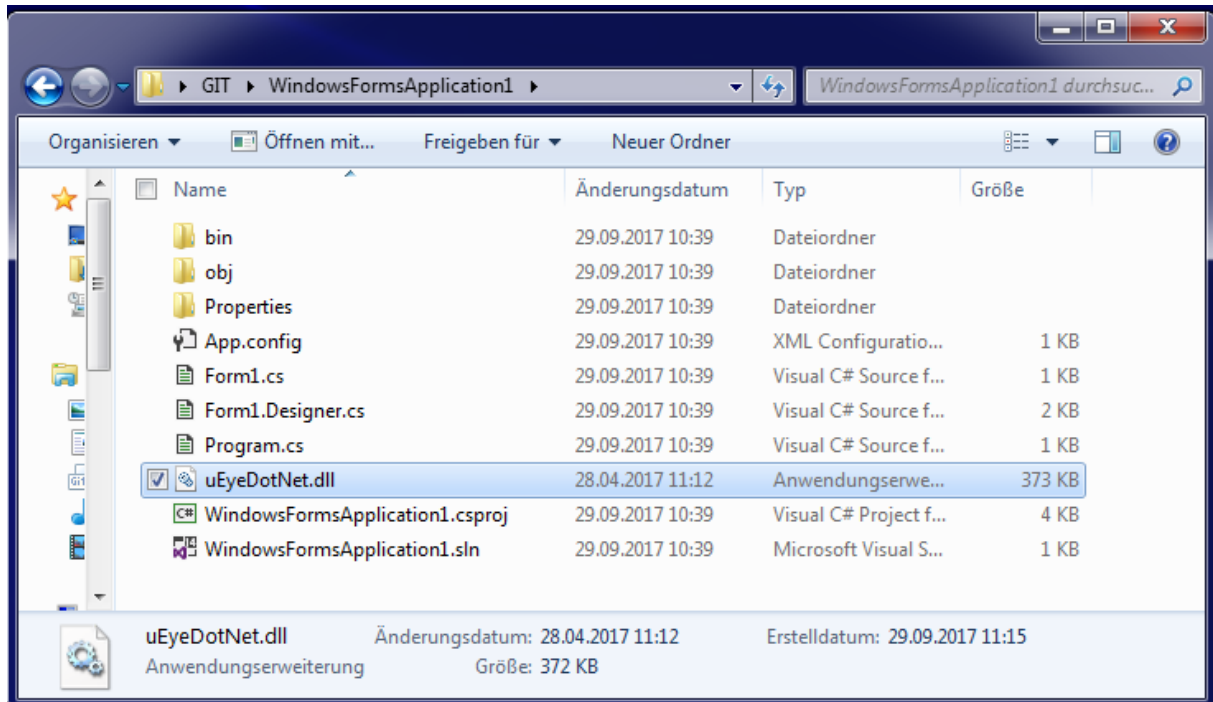 GIT WindowsFormsApplication1 WindowsFormsApplication1 durchsuc...
Organisieren Öffnen mit... Freigeben für Neuer Ordner
Name Änderungsdatum Typ Größe
bin 29.09.2017 10:39 Dateiordner
obj 29.09.2017 10:39 Dateiordner
Properties 29.09.2017 10:39 Dateiordner
App.config 29.09.2017 10:39 XML Configuratio... 1 KB
Form1.cs 29.09.2017 10:39 Visual C# Source f... 1 KB
Form1.Designer.cs 29.09.2017 10:39 Visual C# Source f... 2 KB
Program.cs 29.09.2017 10:39 Visual C# Source f... 1 KB
uEyeDotNet.dll 28.04.2017 11:12 Anwendungserwe... 373 KB
C# WindowsFormsApplication1.csproj 29.09.2017 10:39 Visual C# Project f... 4 KB
WindowsFormsApplication1.sln 29.09.2017 10:39 Microsoft Visual S... 1 KB
uEyeDotNet.dll Änderungsdatum: 28.04.2017 11:12 Erstelldatum: 29.09.2017 11:15
Anwendungserweiterung Größe: 372 KB